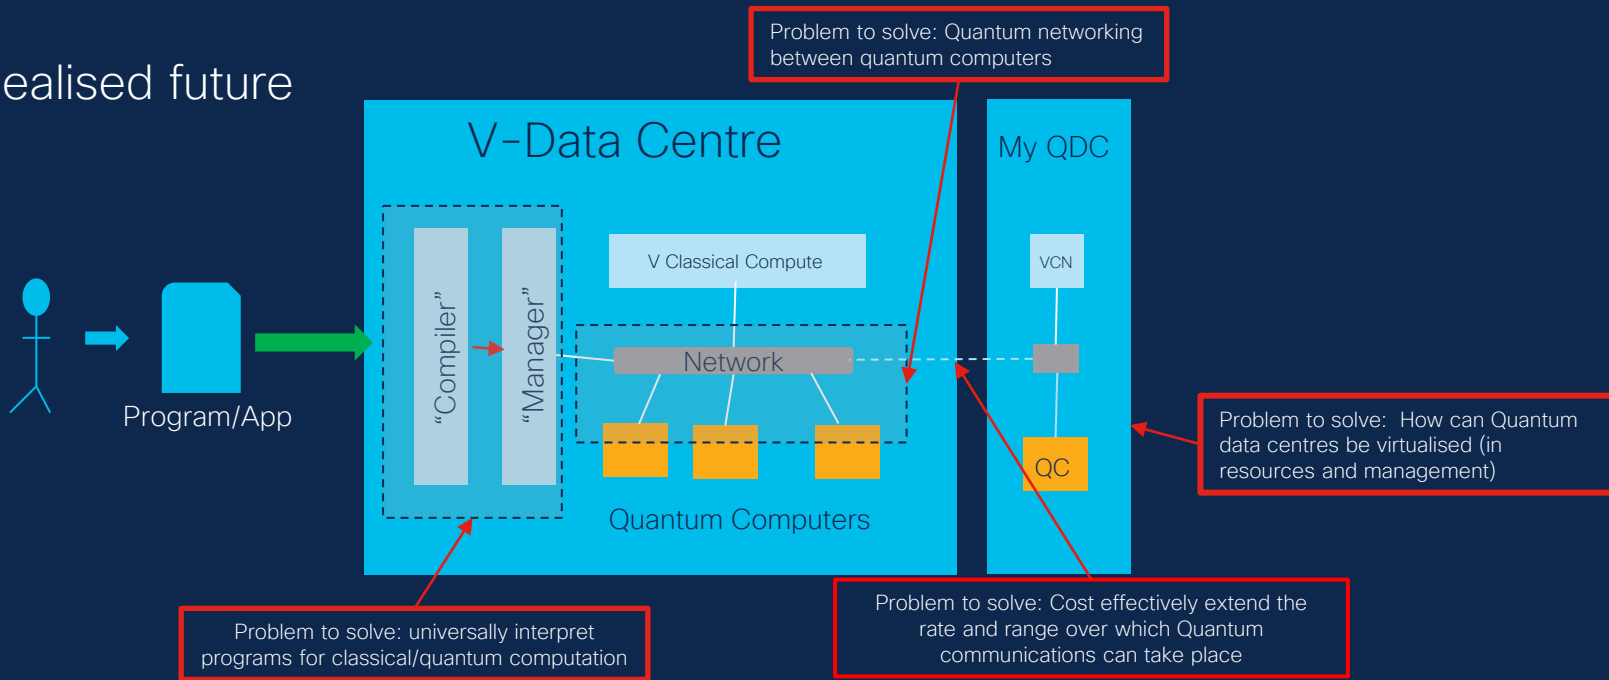 Problem to solve: Quantum networking
between quantum computers
ealised future
V-Data Centre
My QDC
V Classical Compute
VCN
"Compiler"
"Manager"
Network
Program/App
QC
Problem to solve:  How can Quantum
data centres be virtualised (in
resources and management)
Quantum Computers
Problem to solve: Cost effectively extend the
rate and range over which Quantum
communications can take place
Problem to solve: universally interpret
programs for classical/quantum computation